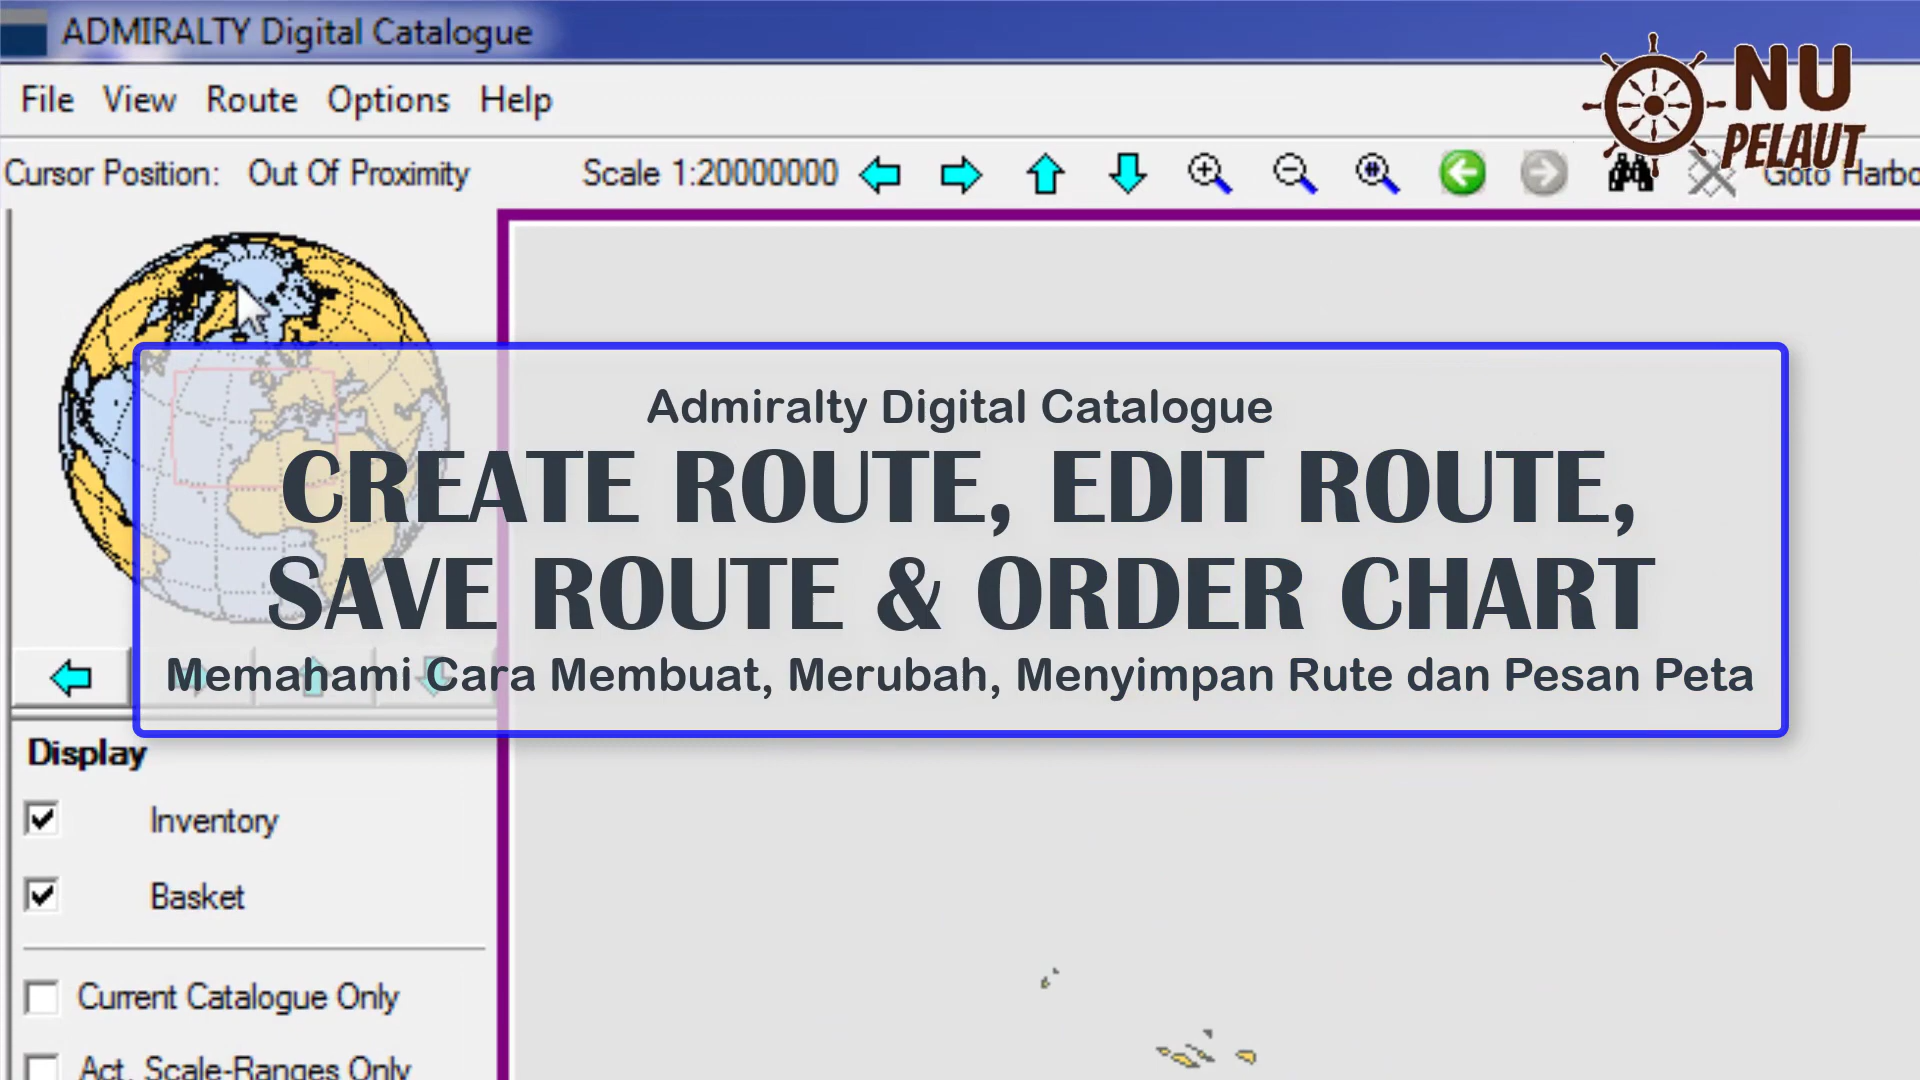 ADMIRALTY Digital Catalogue
File View Route Options Help
NU
PELAUT
Cursor Position: Out Of Proximity Scale 1:20000000 Goto Harbo
Admiralty Digital Catalogue
CREATE ROUTE, EDIT ROUTE,
SAVE ROUTE & ORDER CHART
Memahami Cara Membuat, Merubah, Menyimpan Rute dan Pesan Peta
Display
Inventory
Basket
Current Catalogue Only
Act. Scale-Ranges Only